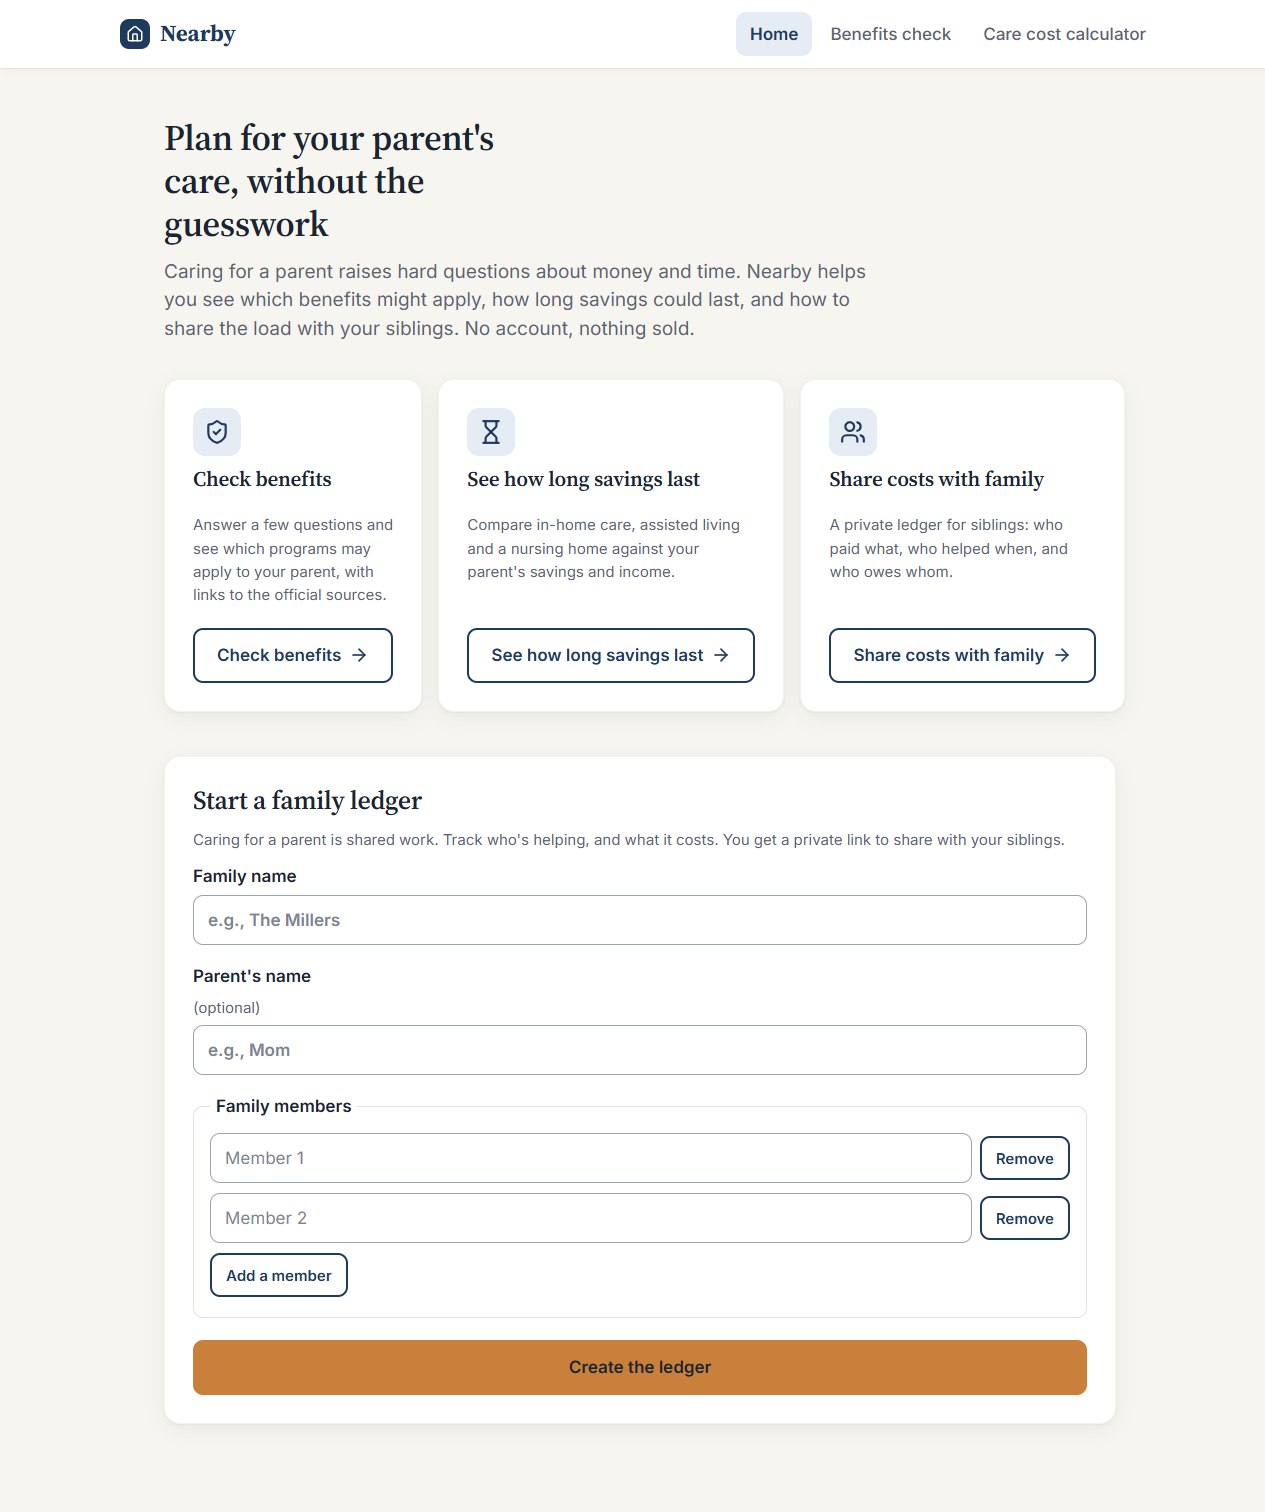 Nearby
Home
Benefits check
Care cost calculator
Plan for your parent's
care, without the
guesswork
Caring for a parent raises hard questions about money and time. Nearby helps
you see which benefits might apply, how long savings could last, and how to
share the load with your siblings. No account, nothing sold.
Check benefits
Answer a few questions and
see which programs may
apply to your parent, with
links to the official sources.
Check benefits
See how long savings last
Compare in-home care, assisted living
and a nursing home against your
parent's savings and income.
See how long savings last
Share costs with family
A private ledger for siblings: who
paid what, who helped when, and
who owes whom.
Share costs with family
Start a family ledger
Caring for a parent is shared work. Track who's helping, and what it costs. You get a private link to share with your siblings.
Family name
e.g., The Millers
Parent's name
(optional)
e.g., Mom
Family members
Member 1
Remove
Member 2
Remove
Add a member
Create the ledger